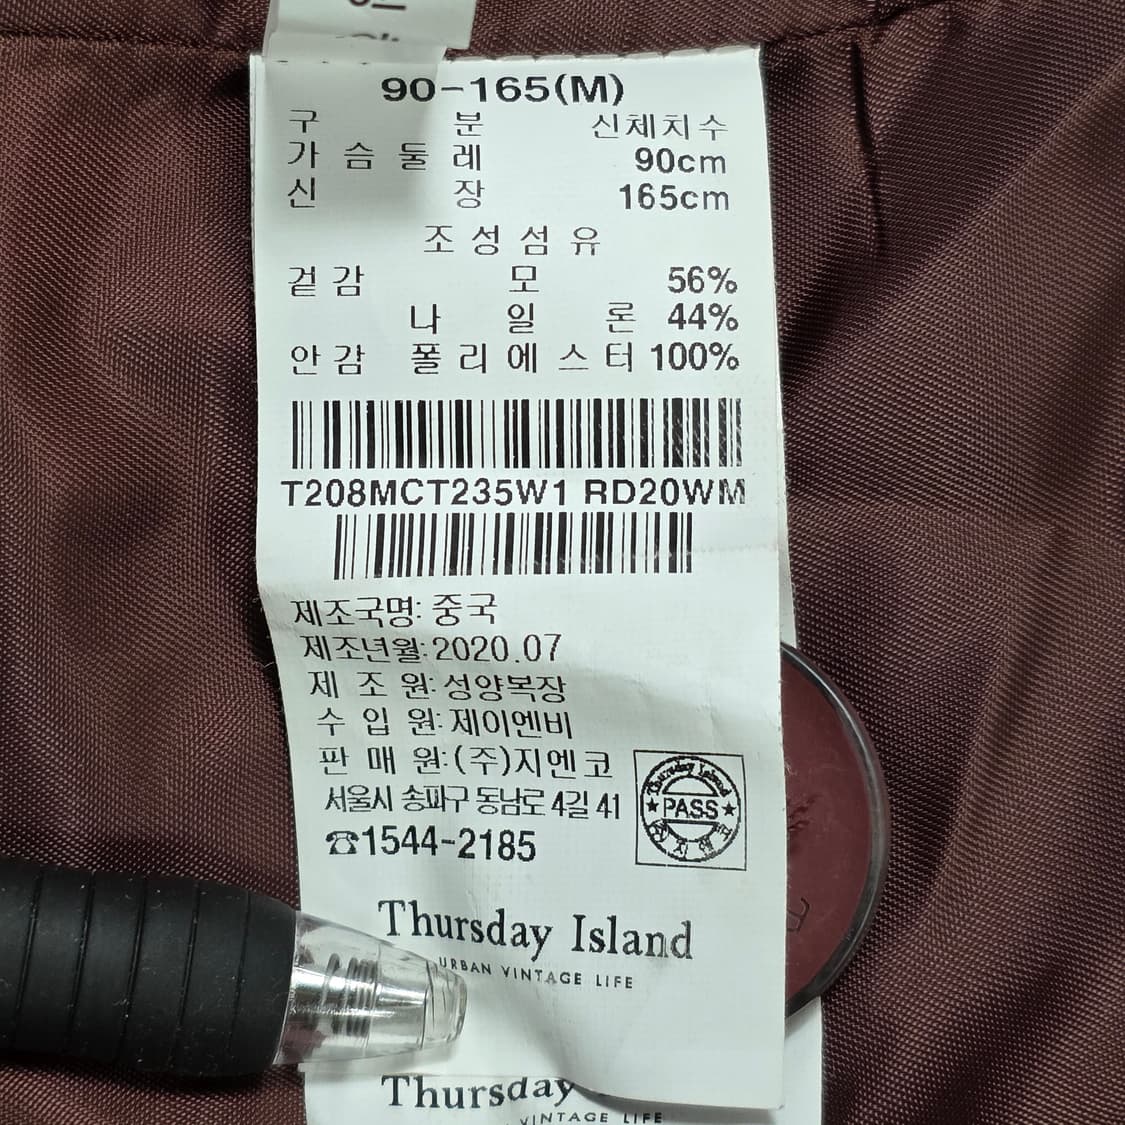 90-165(M)
구 분 신체치수
가 슴 둘 레 90cm
신 장 165cm
조 성 섬 유
겉 감 모 56%
나 일 론 44%
안 감 폴 리 에 스 터 100%
T208MCT235W1 RD20WM
제조국명: 중국
제조년월:2020.07
제 조 원: 성양복장
수 입 원: 제이엔비
판 매 원:(주)지엔코
서울시 송파구 동남로 4길 41
☎1544-2185
Thursday Island
PASS
Thursday Island
URBAN VINTAGE LIFE
Thursday
VINTAGE LIFE